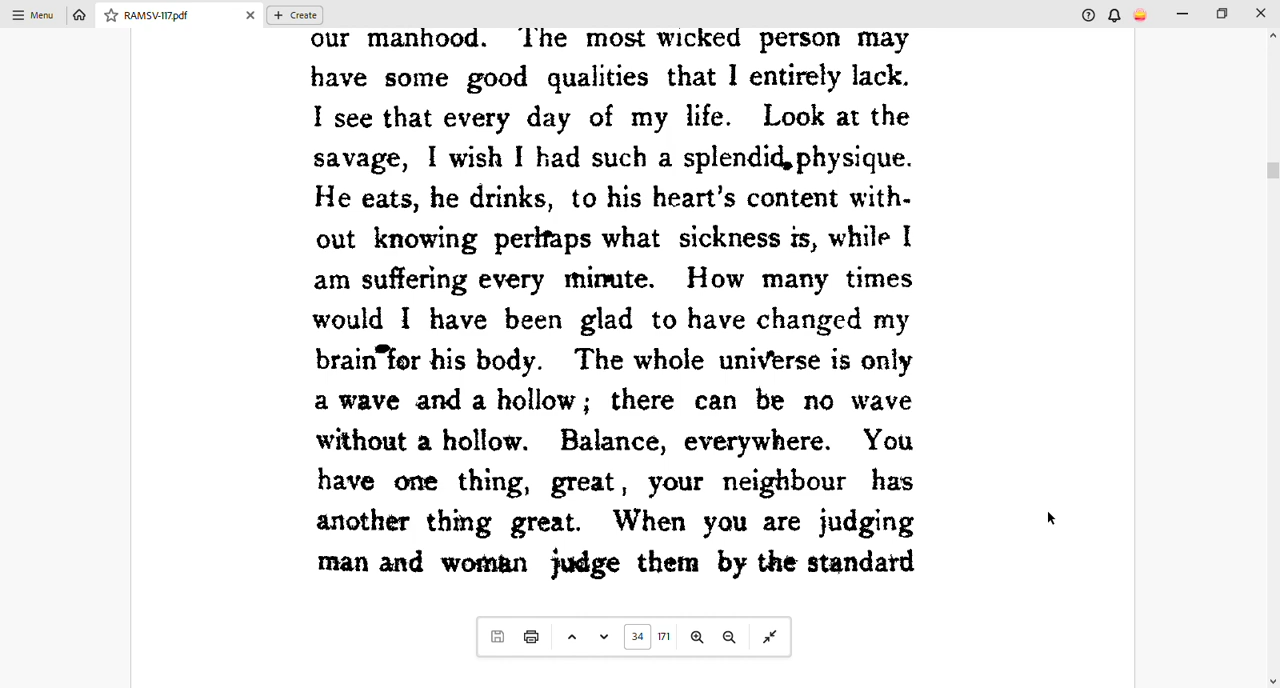 Menu
RAMSV-117.pdf
Create
our manhood. The most wicked person may
have some good qualities that I entirely lack.
I see that every day of my life. Look at the
savage, I wish I had such a splendid physique.
He eats, he drinks, to his heart's content with-
out knowing perhaps what sickness is, while I
am suffering every minute. How many times
would I have been glad to have changed my
brain for his body. The whole universe is only
a wave and a hollow; there can be no wave
without a hollow. Balance, everywhere. You
have one thing, great, your neighbour has
another thing great. When you are judging
man and woman judge them by the standard
34 171